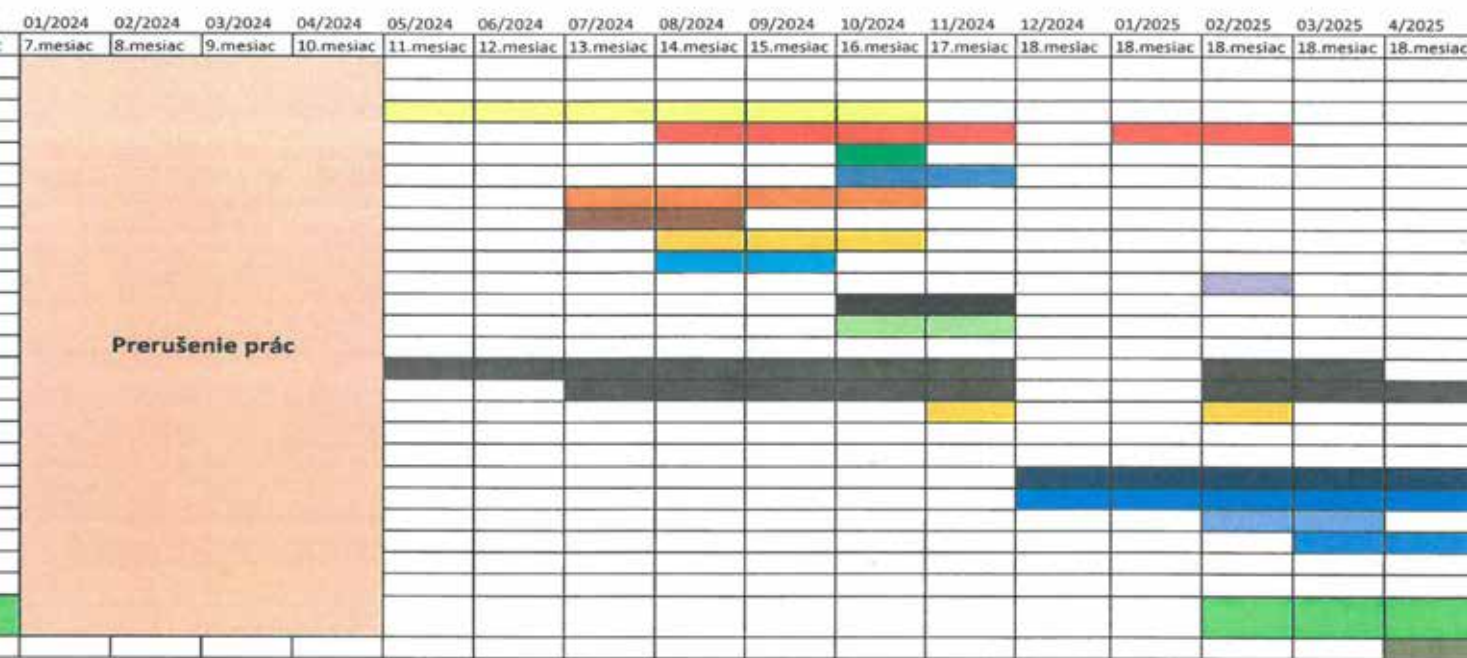 01/2024 02/2024 03/2024 04/2024 05/2024 06/2024 07/2024 08/2024 09/2024 10/2024 11/2024 12/2024 01/2025 02/2025 03/2025 4/2025
7.mesiac 8.mesiac 9.mesiac 10.mesiac 11.mesiac 12.mesiac 13.mesiac 14.mesiac 15.mesiac 16.mesiac 17.mesiac 18.mesiac 18.mesiac 18.mesiac 18.mesiac 18.mesiac
Prerušenie prác